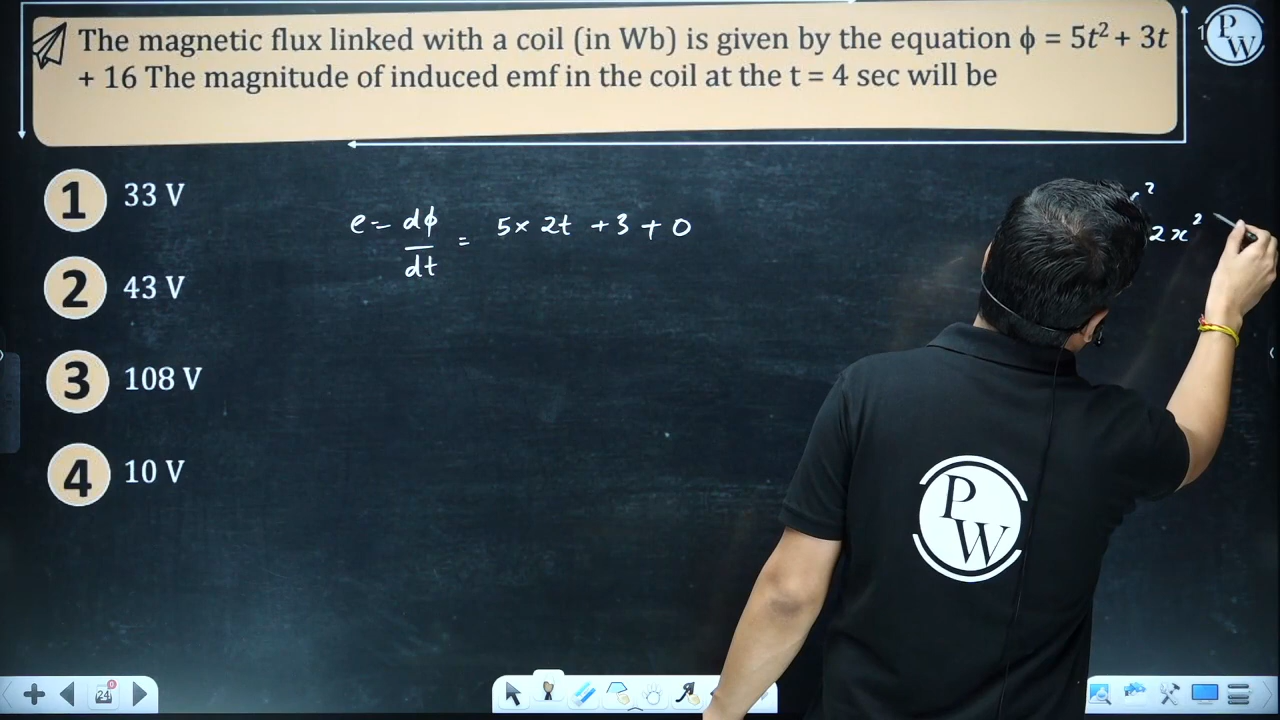 The magnetic flux linked with a coil (in Wb) is given by the equation ϕ = 5t² + 3t
+ 16 The magnitude of induced emf in the coil at the t = 4 sec will be
PW
1 33 V
e = dϕ/dt = 5 × 2t + 3 + 0
2x²
2 43 V
3 108 V
4 10 V
PW
24